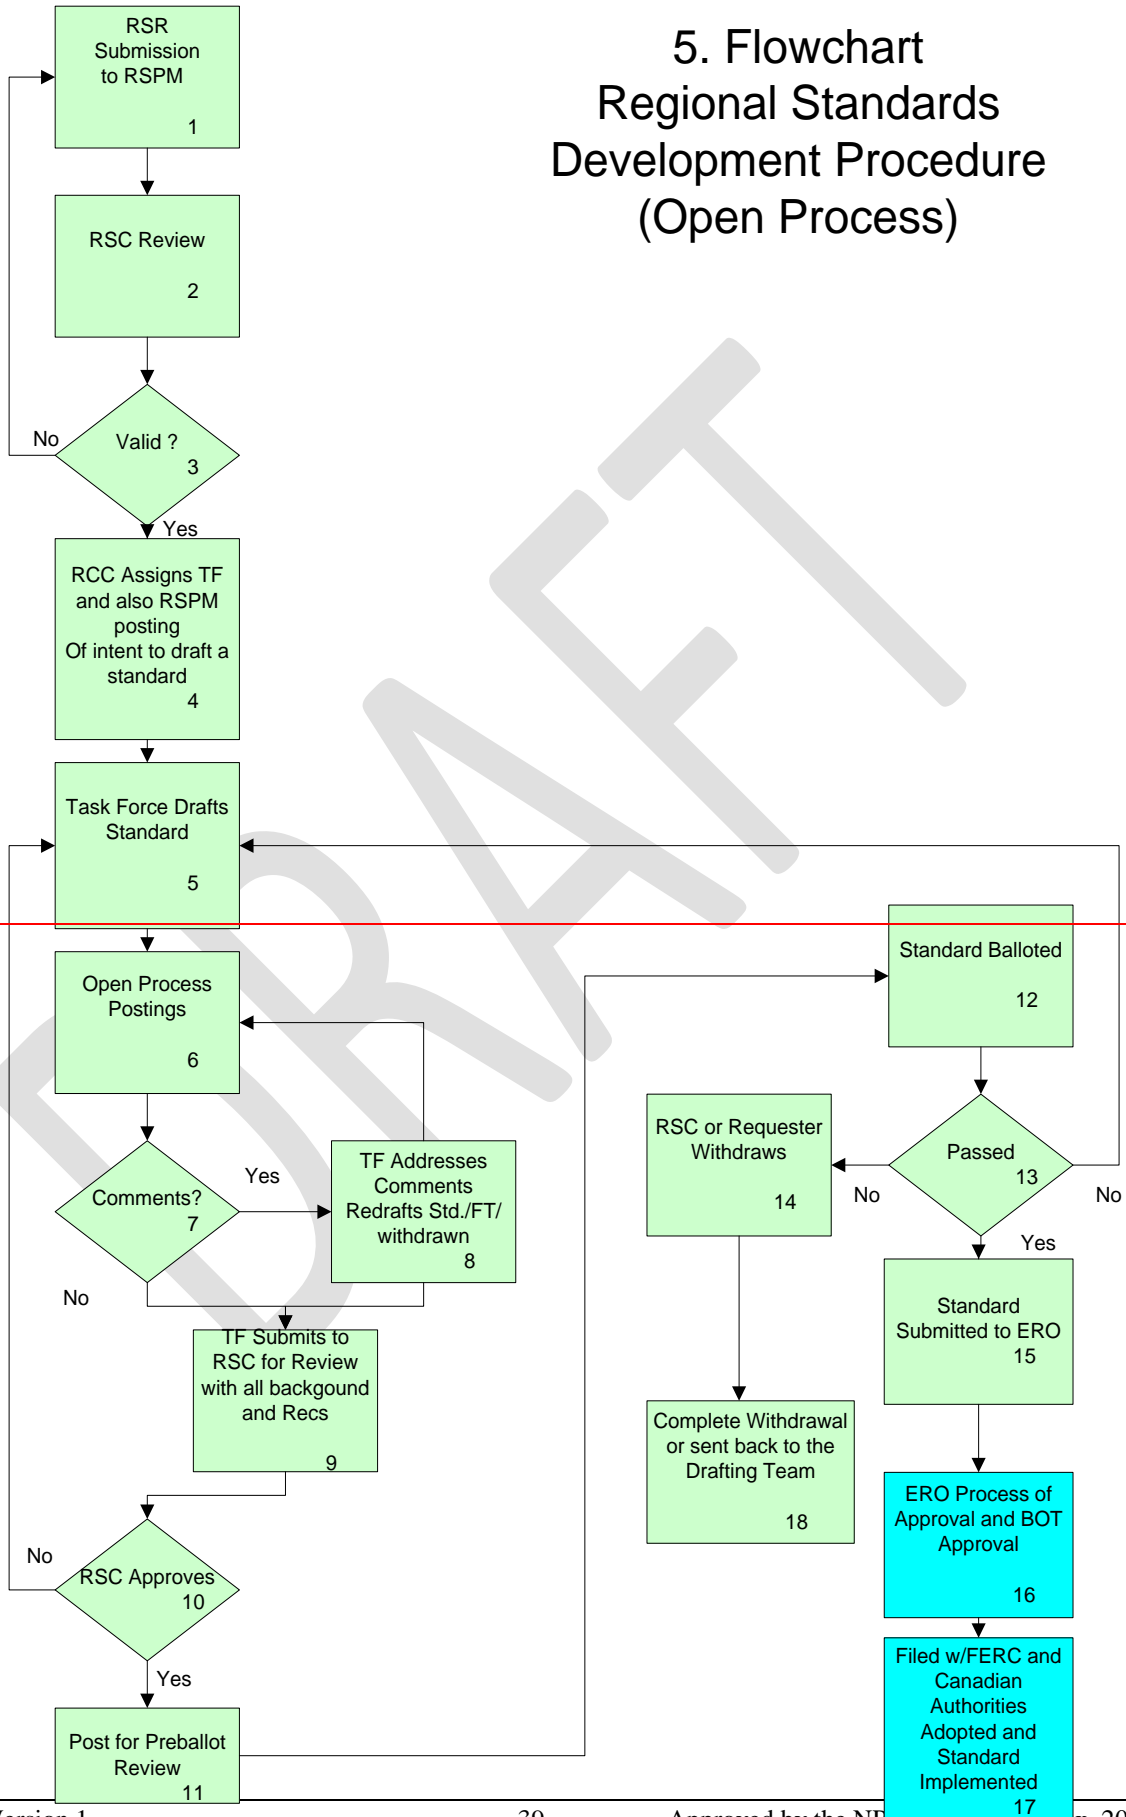 5. Flowchart
Regional Standards
Development Procedure
(Open Process)
RSR
Submission
to RSPM
1
RSC Review
2
Valid ?
3
No
Yes
RCC Assigns TF
and also RSPM
posting
Of intent to draft a
standard
4
Task Force Drafts
Standard
5
Open Process
Postings
6
Comments?
7
Yes
No
TF Addresses
Comments
Redrafts Std./FT/
withdrawn
8
TF Submits to
RSC for Review
with all backgound
and Recs
9
RSC Approves
10
No
Yes
Post for Preballot
Review
11
Standard Balloted
12
Passed
13
No
No
Yes
RSC or Requester
Withdraws
14
Complete Withdrawal
or sent back to the
Drafting Team
18
Standard
Submitted to ERO
15
ERO Process of
Approval and BOT
Approval
16
Filed w/FERC and
Canadian
Authorities
Adopted and
Standard
Implemented
17
DRAFT
Approved by the